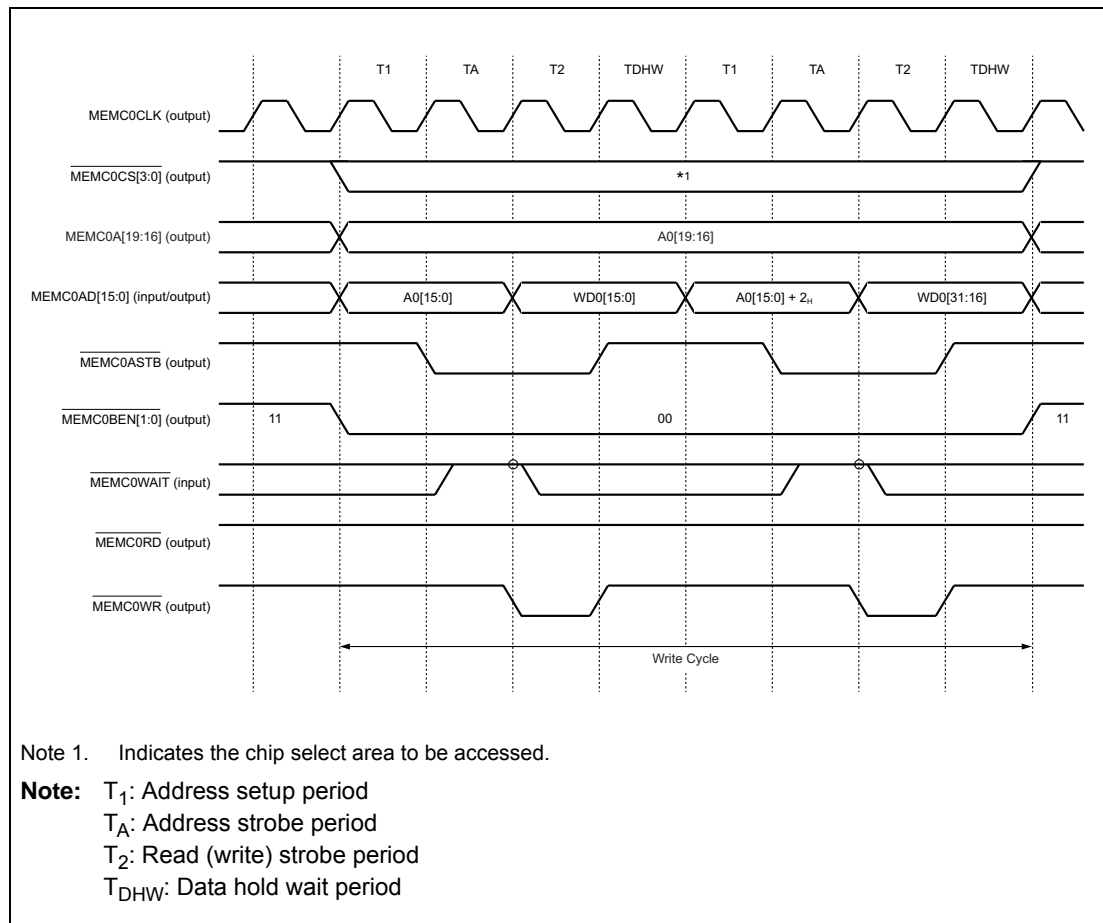 T1 TA T2 TDHW T1 TA T2 TDHW
MEMC0CLK (output)
MEMC0CS[3:0] (output) *1
MEMC0A[19:16] (output) A0[19:16]
MEMC0AD[15:0] (input/output) A0[15:0] WD0[15:0] A0[15:0] + 2H WD0[31:16]
MEMC0ASTB (output)
MEMC0BEN[1:0] (output) 11 00 11
MEMC0WAIT (input)
MEMC0RD (output)
MEMC0WR (output)
Write Cycle
Note 1. Indicates the chip select area to be accessed.
Note: T1: Address setup period
TA: Address strobe period
T2: Read (write) strobe period
TDHW: Data hold wait period